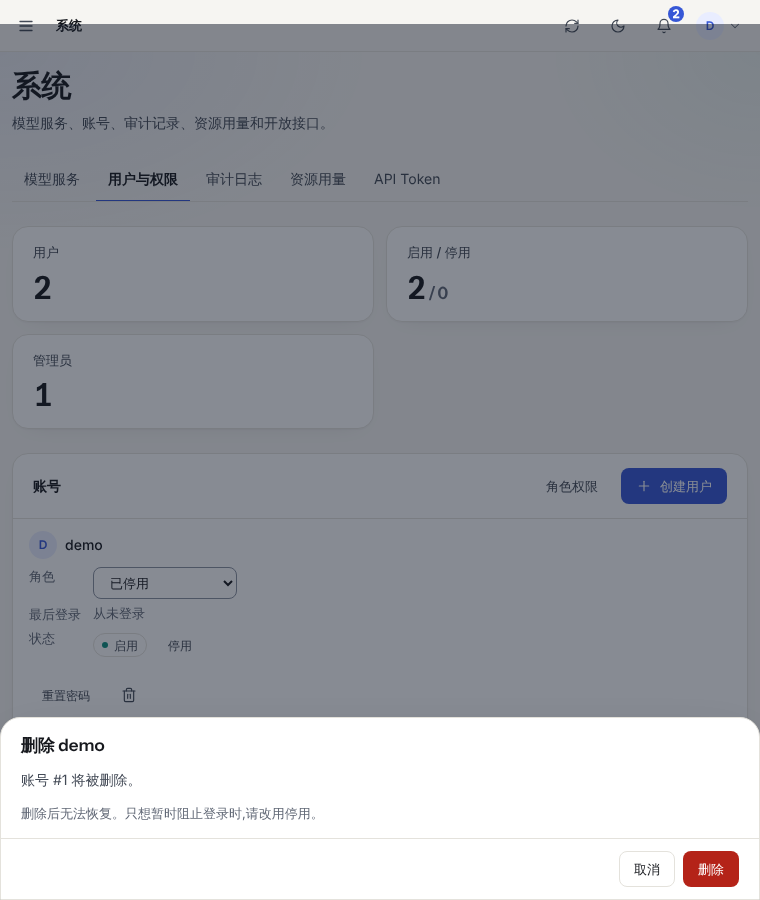 系统
2
D
系统
模型服务、账号、审计记录、资源用量和开放接口。
模型服务 用户与权限 审计日志 资源用量 API Token
用户
2
启用 / 停用
2 / 0
管理员
1
账号
角色权限
创建用户
D demo
角色 已停用
最后登录 从未登录
状态 启用 停用
重置密码
删除 demo
账号 #1 将被删除。
删除后无法恢复。只想暂时阻止登录时,请改用停用。
取消 删除